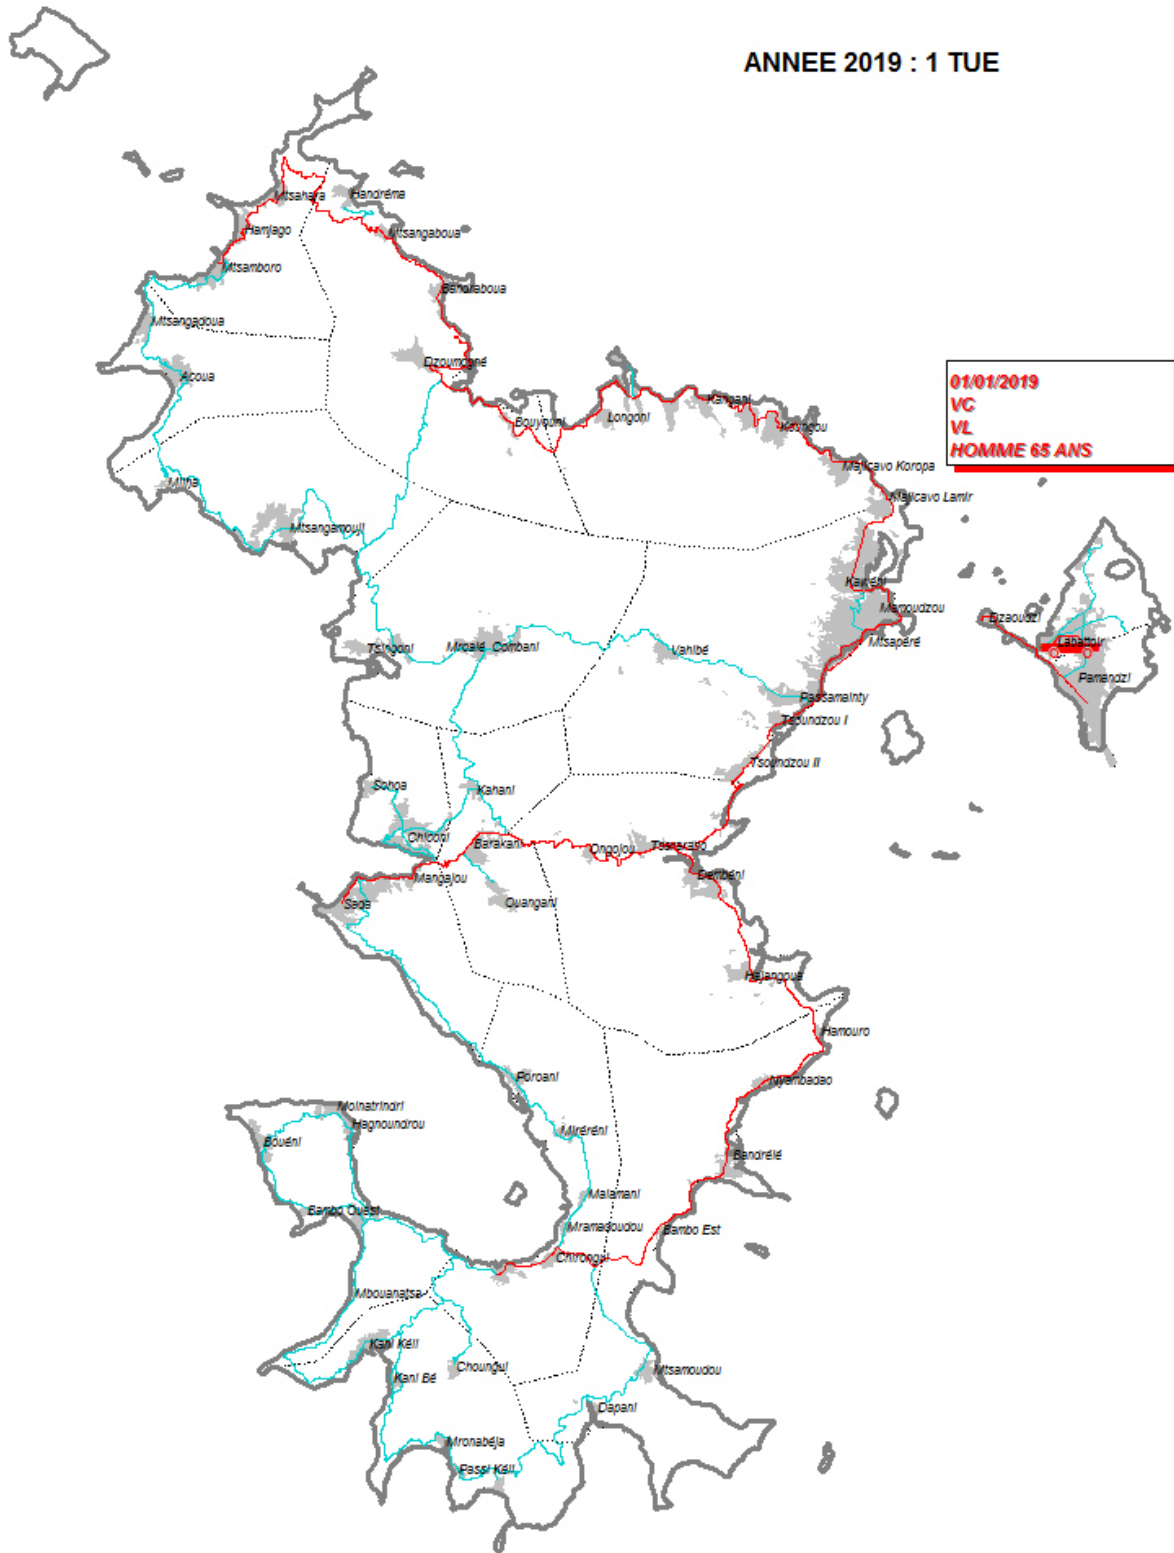 ANNEE 2019 : 1 TUE
Mtsahara
Handréma
Hamjago
Mtsangaboua
Mtsamboro
Bandraboua
Mtsangadoua
Dzoumogné
Acoua
01/01/2019
VC
VL
HOMME 65 ANS
Bouyouni
Longoni
Kangani
Koungou
Majicavo Koropa
Mliha
Majicavo Lamir
Mtsangamouji
Kawéni
Mamoudzou
Dzaoudzi
Mtsapéré
Labattoir
Tsingoni
Mroalé
Combani
Vahibé
Pamandzi
Passamainty
Tsoundzou I
Tsoundzou II
Sohoa
Kahani
Chiconi
Barakani
Ongojou
Tsararano
Mangajou
Dembéni
Sada
Ouangani
Hajangoua
Hamouro
Poroani
Nyambadao
Moinatrindri
Hagnoundrou
Miréréni
Bouéni
Bandrélé
Malamani
Bambo Ouest
Mramadoudou
Bambo Est
Chirongui
Mbouanatsa
Kani Kéli
Choungui
Kani Bé
Mtsamoudou
Dapani
Mronabéja
Passi Kéli